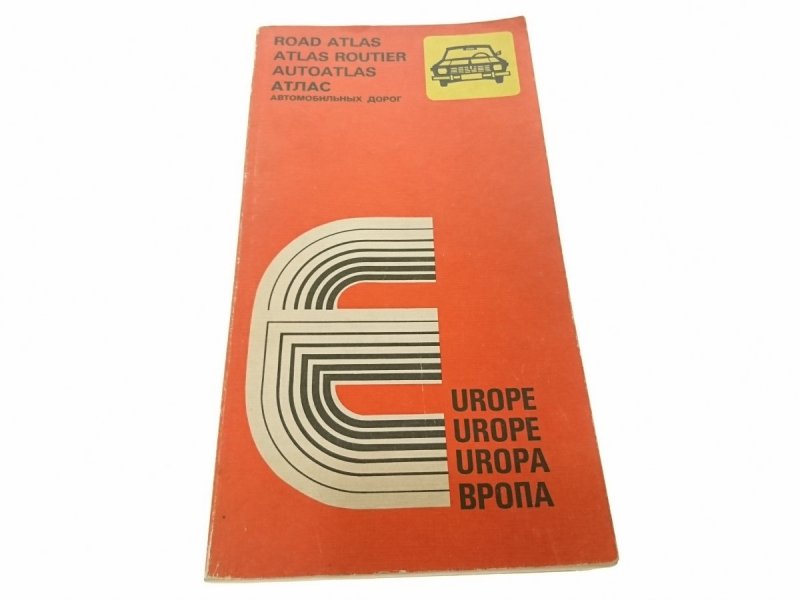 ROAD ATLAS
ATLAS ROUTIER
AUTOATLAS
АТЛАС
АВТОМОБИЛЬНЫХ ДОРОГ
E
UROPE
UROPE
UROPA
ВРОПА